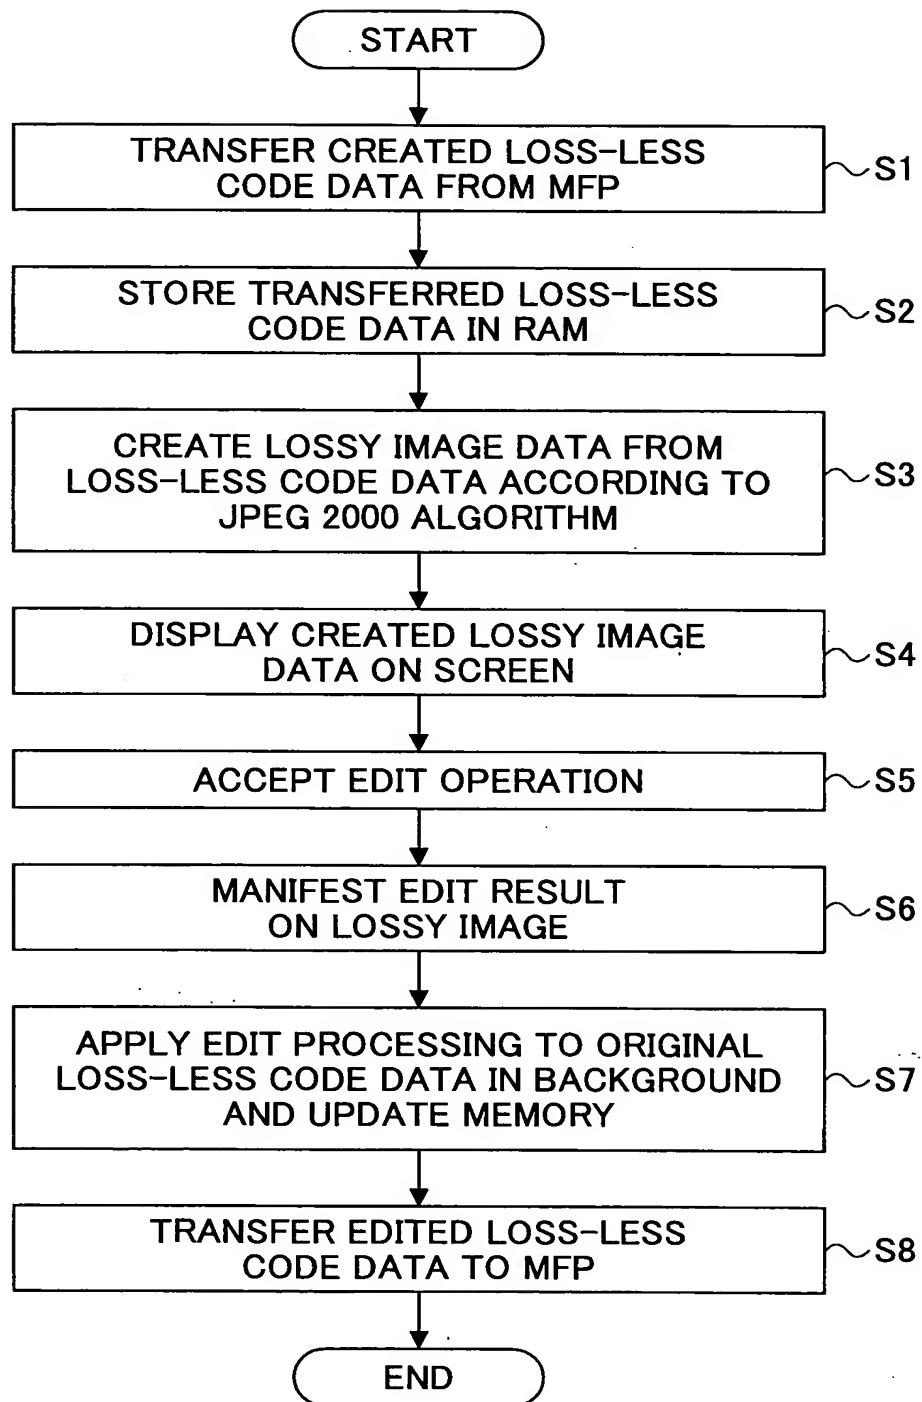 START
TRANSFER CREATED LOSS-LESS
CODE DATA FROM MFP
S1
STORE TRANSFERRED LOSS-LESS
CODE DATA IN RAM
S2
CREATE LOSSY IMAGE DATA FROM
LOSS-LESS CODE DATA ACCORDING TO
JPEG 2000 ALGORITHM
S3
DISPLAY CREATED LOSSY IMAGE
DATA ON SCREEN
S4
ACCEPT EDIT OPERATION
S5
MANIFEST EDIT RESULT
ON LOSSY IMAGE
S6
APPLY EDIT PROCESSING TO ORIGINAL
LOSS-LESS CODE DATA IN BACKGROUND
AND UPDATE MEMORY
S7
TRANSFER EDITED LOSS-LESS
CODE DATA TO MFP
S8
END